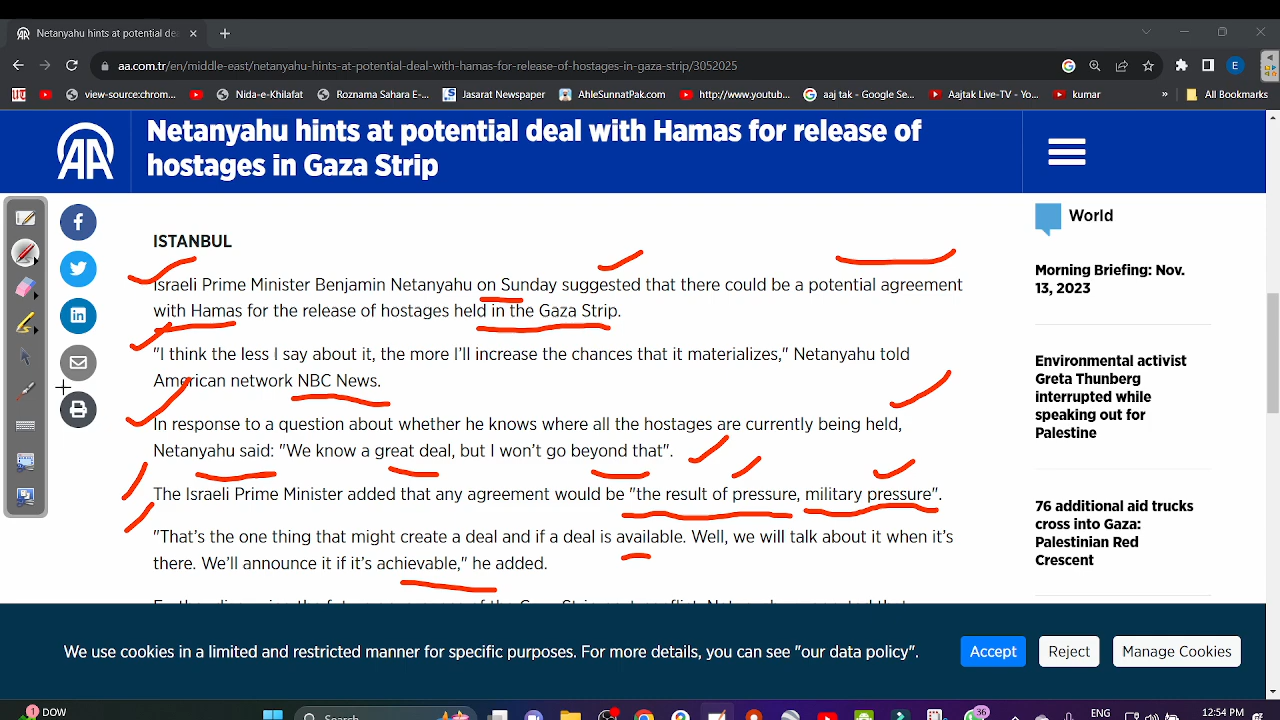 Netanyahu hints at potential de
aa.com.tr/en/middle-east/netanyahu-hints-at-potential-deal-with-hamas-for-release-of-hostages-in-gaza-strip/3052025
E
view-source:chrom...
Nida-e-Khilafat
Roznama Sahara E-...
Jasarat Newspaper
AhleSunnatPak.com
http://www.youtub...
aaj tak - Google Se...
Aajtak Live-TV - Yo...
kumar
»
All Bookmarks
AA
Netanyahu hints at potential deal with Hamas for release of
hostages in Gaza Strip
ISTANBUL
Israeli Prime Minister Benjamin Netanyahu on Sunday suggested that there could be a potential agreement
with Hamas for the release of hostages held in the Gaza Strip.
"I think the less I say about it, the more I'll increase the chances that it materializes," Netanyahu told
American network NBC News.
In response to a question about whether he knows where all the hostages are currently being held,
Netanyahu said: "We know a great deal, but I won't go beyond that".
The Israeli Prime Minister added that any agreement would be "the result of pressure, military pressure".
"That's the one thing that might create a deal and if a deal is available. Well, we will talk about it when it's
there. We'll announce it if it's achievable," he added.
World
Morning Briefing: Nov.
13, 2023
Environmental activist
Greta Thunberg
interrupted while
speaking out for
Palestine
76 additional aid trucks
cross into Gaza:
Palestinian Red
Crescent
We use cookies in a limited and restricted manner for specific purposes. For more details, you can see "our data policy".
Accept
Reject
Manage Cookies
1
DOW
Search
36
ENG
12:54 PM